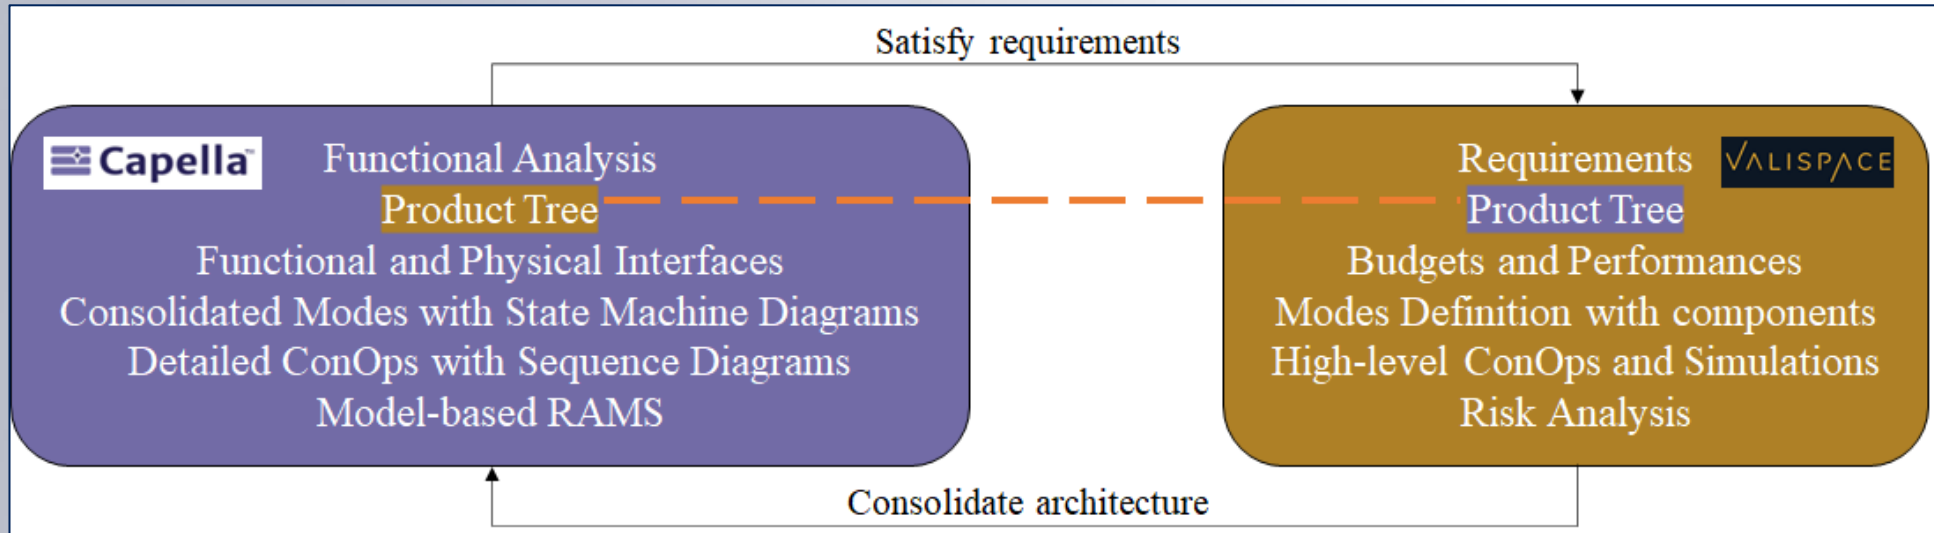 Satisfy requirements
Capella™ Functional Analysis
Product Tree
Functional and Physical Interfaces
Consolidated Modes with State Machine Diagrams
Detailed ConOps with Sequence Diagrams
Model-based RAMS
Requirements VALISPACE
Product Tree
Budgets and Performances
Modes Definition with components
High-level ConOps and Simulations
Risk Analysis
Consolidate architecture